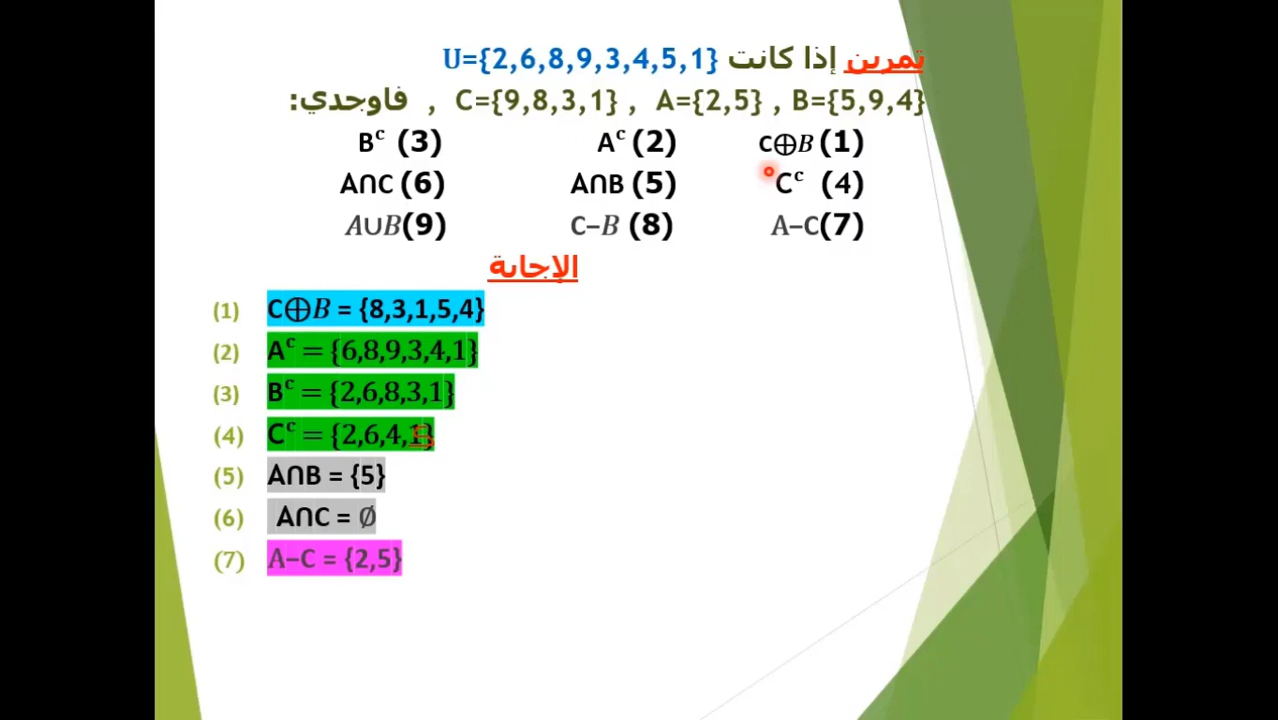 تمرين إذا كانت U={2,6,8,9,3,4,5,1}
C={9,8,3,1} , A={2,5} , B={5,9,4} , فاوجدي:
(1) C⊕B (2) Aᶜ (3) Bᶜ
(4) Cᶜ (5) A∩B (6) A∩C
(7) A−C (8) C−B (9) A∪B
الإجابة
(1) C⊕B = {8,3,1,5,4}
(2) Aᶜ = {6,8,9,3,4,1}
(3) Bᶜ = {2,6,8,3,1}
(4) Cᶜ = {2,6,4,1}
(5) A∩B = {5}
(6) A∩C = ∅
(7) A−C = {2,5}